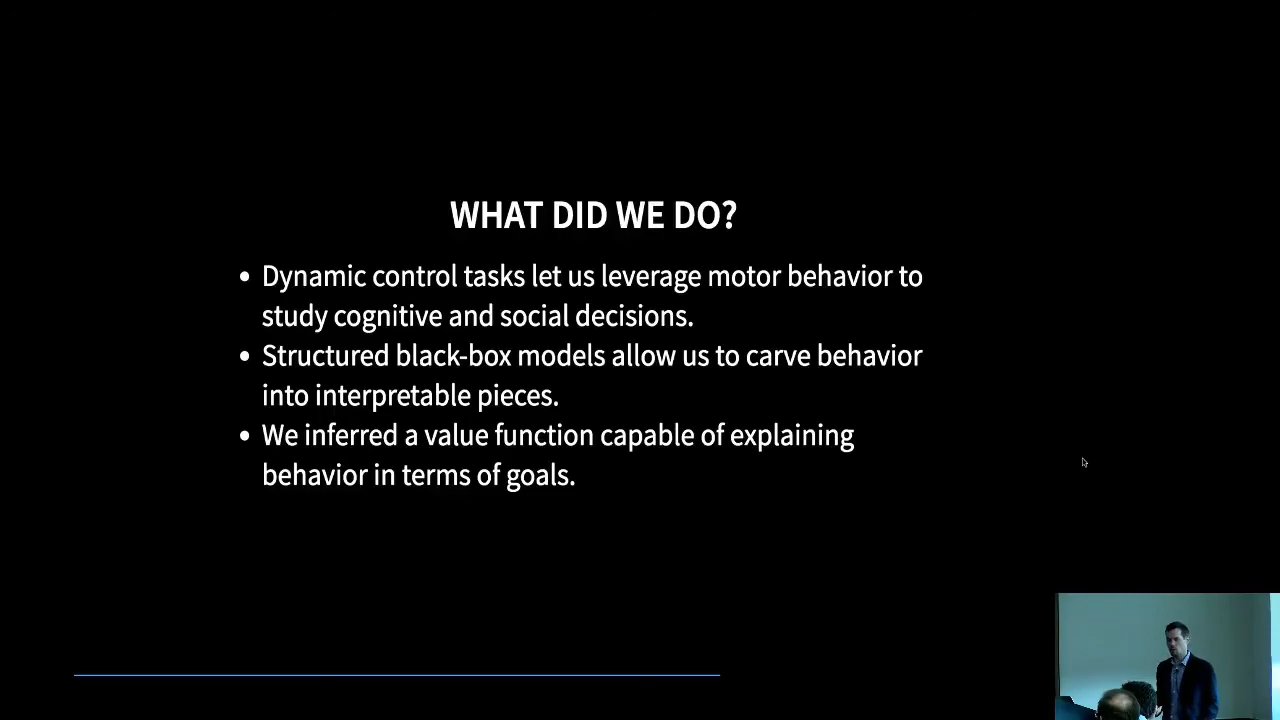 WHAT DID WE DO?
• Dynamic control tasks let us leverage motor behavior to
study cognitive and social decisions.
• Structured black-box models allow us to carve behavior
into interpretable pieces.
• We inferred a value function capable of explaining
behavior in terms of goals.